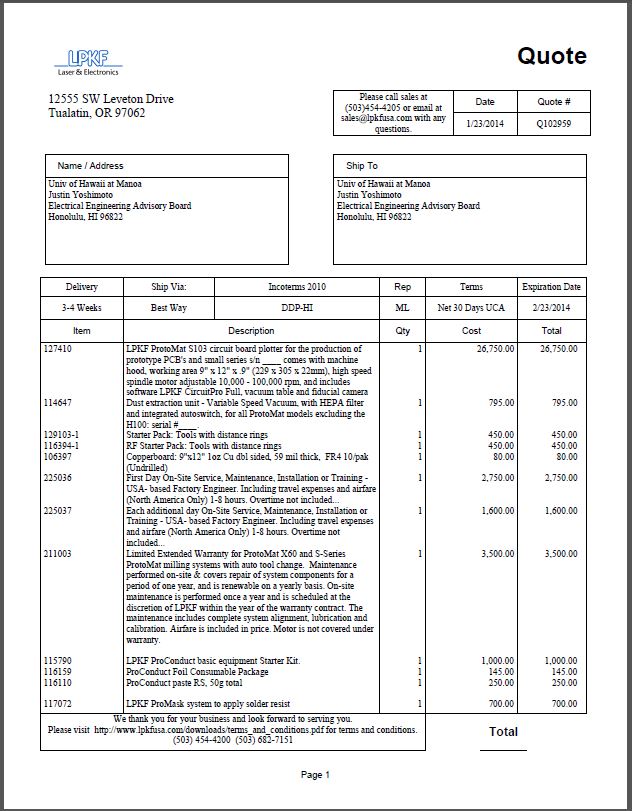 LPKF
Laser & Electronics
Quote
12555 SW Leveton Drive
Tualatin, OR 97062
Please call sales at
(503)454-4205 or email at
sales@lpkfusa.com with any
questions.
Date
Quote #
1/23/2014
Q102959
Name / Address
Univ of Hawaii at Manoa
Justin Yoshimoto
Electrical Engineering Advisory Board
Honolulu, HI 96822
Ship To
Univ of Hawaii at Manoa
Justin Yoshimoto
Electrical Engineering Advisory Board
Honolulu, HI 96822
Delivery Ship Via: Incoterms 2010 Rep Terms Expiration Date
3-4 Weeks Best Way DDP-HI ML Net 30 Days UCA 2/23/2014
Item Description Qty Cost Total
127410 LPKF ProtoMat S103 circuit board plotter for the production of 1 26,750.00 26,750.00
prototype PCB's and small series s/n ____ comes with machine
hood, working area 9" x 12" x .9" (229 x 305 x 22mm), high speed
spindle motor adjustable 10,000 - 100,000 rpm, and includes
software LPKF CircuitPro Full, vacuum table and fiducial camera
114647 Dust extraction unit - Variable Speed Vacuum, with HEPA filter 1 795.00 795.00
and integrated autoswitch, for all ProtoMat models excluding the
H100: serial #____.
129103-1 Starter Pack: Tools with distance rings 1 450.00 450.00
116394-1 RF Starter Pack: Tools with distance rings 1 450.00 450.00
106397 Copperboard: 9"x12" 1oz Cu dbl sided, 59 mil thick, FR4 10/pak 1 80.00 80.00
(Undrilled)
225036 First Day On-Site Service, Maintenance, Installation or Training - 1 2,750.00 2,750.00
USA- based Factory Engineer. Including travel expenses and airfare
(North America Only) 1-8 hours. Overtime not included...
225037 Each additional day On-Site Service, Maintenance, Installation or 1 1,600.00 1,600.00
Training - USA- based Factory Engineer. Including travel expenses
and airfare (North America Only) 1-8 hours. Overtime not
included...
211003 Limited Extended Warranty for ProtoMat X60 and S-Series 1 3,500.00 3,500.00
ProtoMat milling systems with auto tool change. Maintenance
performed on-site & covers repair of system components for a
period of one year, and is renewable on a yearly basis. On-site
maintenance is performed once a year and is scheduled at the
discretion of LPKF within the year of the warranty contract. The
maintenance includes complete system alignment, lubrication and
calibration. Airfare is included in price. Motor is not covered under
warranty.
115790 LPKF ProConduct basic equipment Starter Kit. 1 1,000.00 1,000.00
116159 ProConduct Foil Consumable Package 1 145.00 145.00
116110 ProConduct paste RS, 50g total 1 250.00 250.00
117072 LPKF ProMask system to apply solder resist 1 700.00 700.00
We thank you for your business and look forward to serving you.
Please visit http://www.lpkfusa.com/downloads/terms_and_conditions.pdf for terms and conditions.
(503) 454-4200 (503) 682-7151
Total
Page 1